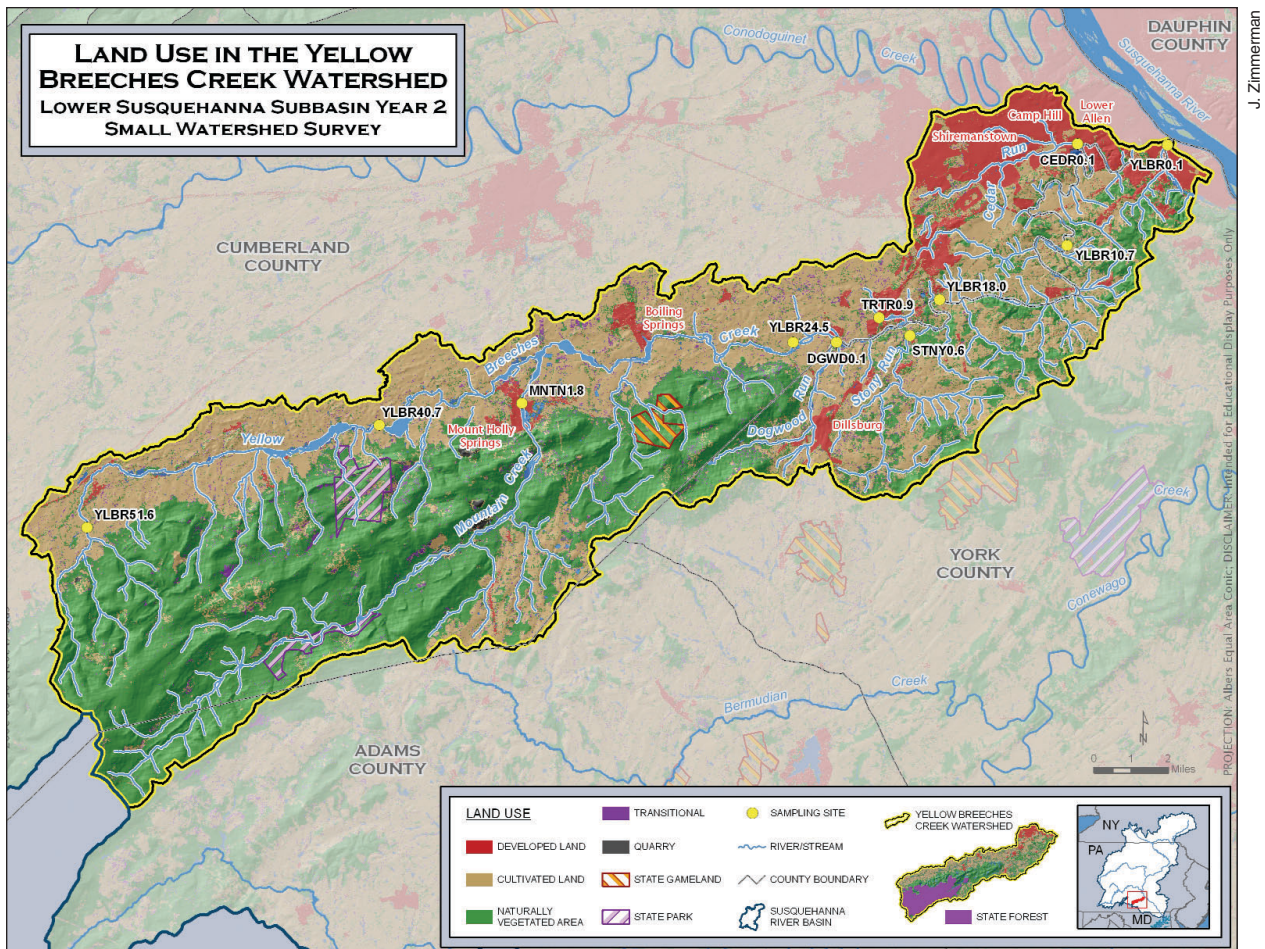 LAND USE IN THE YELLOW
BREECHES CREEK WATERSHED
LOWER SUSQUEHANNA SUBBASIN YEAR 2
SMALL WATERSHED SURVEY
J. Zimmerman
DAUPHIN
COUNTY
Conodoguinet
Creek
Susquehanna River
Camp Hill
Lower
Allen
Shiremanstown
Run
Cedar
CEDR0.1
YLBR0.1
CUMBERLAND
COUNTY
YLBR10.7
YLBR18.0
TRTR0.9
Boiling
Springs
YLBR24.5
Creek
DGWD0.1
STNY0.6
Breeches
Stony Run
Run
Dogwood
MNTN1.8
YLBR40.7
Mount Holly
Springs
Dillsburg
Yellow
Mountain Creek
YLBR51.6
Creek
YORK
COUNTY
Conewago
Creek
Bermudian
ADAMS
COUNTY
N
0 1 2
Miles
PROJECTION: Albers Equal Area Conic; DISCLAIMER: Intended for Educational Display Purposes Only
LAND USE
DEVELOPED LAND
CULTIVATED LAND
NATURALLY
VEGETATED AREA
TRANSITIONAL
QUARRY
STATE GAMELAND
STATE PARK
SAMPLING SITE
RIVER/STREAM
COUNTY BOUNDARY
SUSQUEHANNA
RIVER BASIN
YELLOW BREECHES
CREEK WATERSHED
STATE FOREST
NY
PA
MD